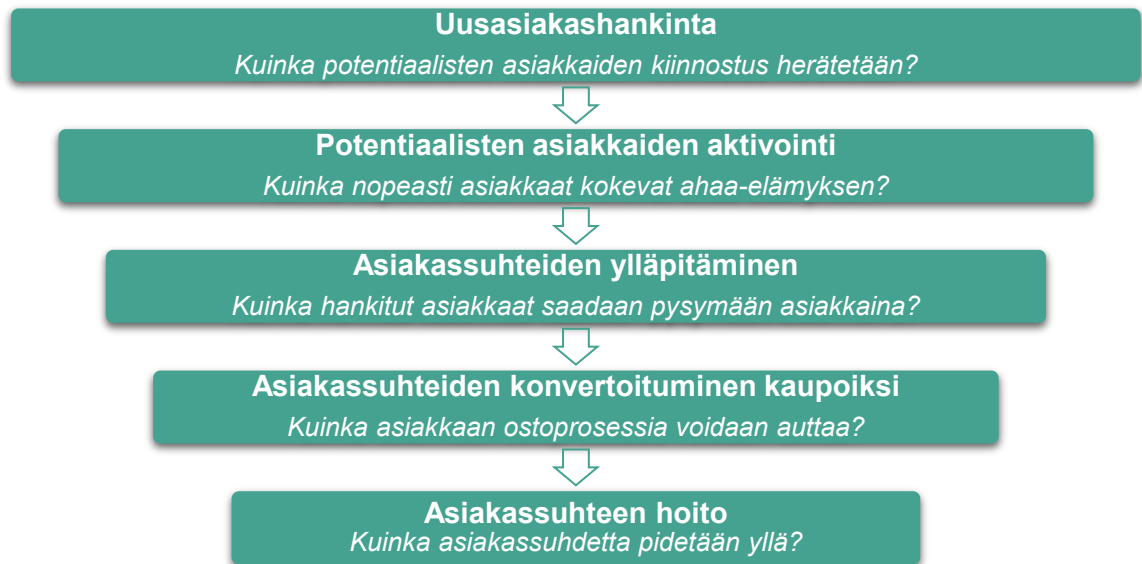 Uusasiakashankinta
Kuinka potentiaalisten asiakkaiden kiinnostus herätetään?
Potentiaalisten asiakkaiden aktivointi
Kuinka nopeasti asiakkaat kokevat ahaa-elämyksen?
Asiakassuhteiden ylläpitäminen
Kuinka hankitut asiakkaat saadaan pysymään asiakkaina?
Asiakassuhteiden konvertoituminen kaupoiksi
Kuinka asiakkaan ostoprosessia voidaan auttaa?
Asiakassuhteen hoito
Kuinka asiakassuhdetta pidetään yllä?